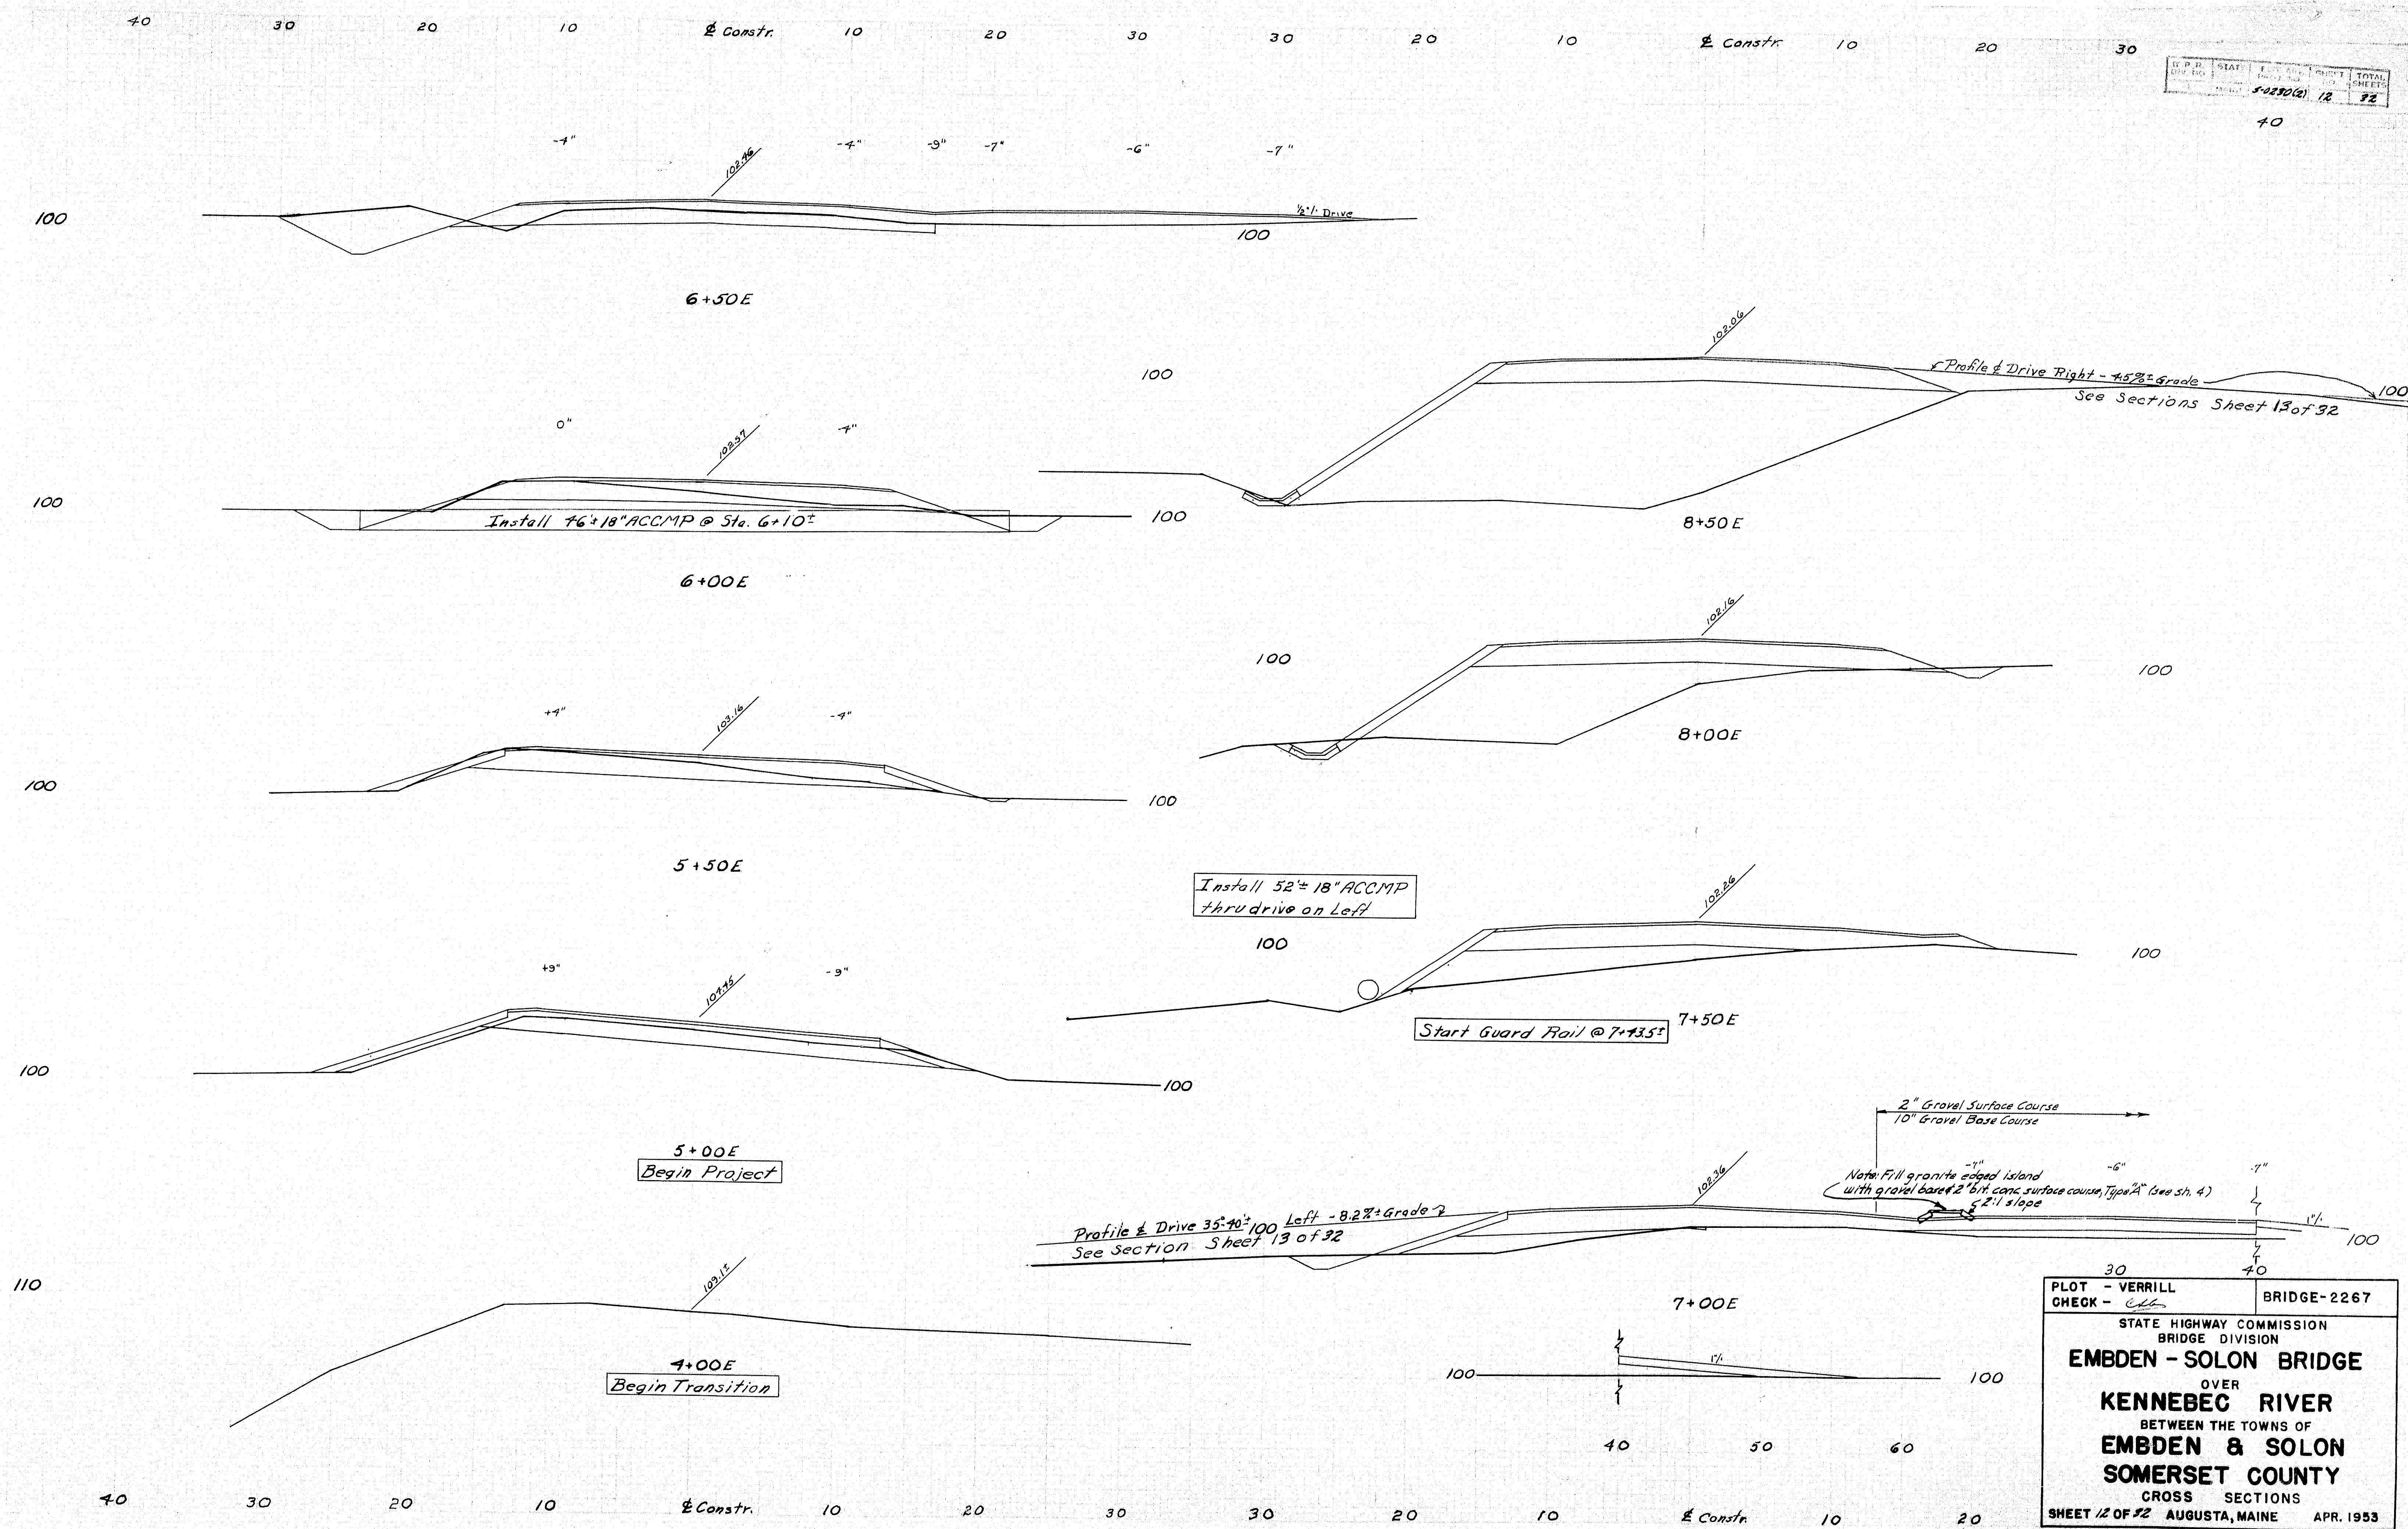 40 30 20 10 ℄ Constr. 10 20 30 30 20 10 ℄ Constr. 10 20 30
STATE SHEET TOTAL SHEETS
S-0230(2) 12 32
40
-4" -4" -9" -7" -6" -7"
102.46
100
½"/' Drive
100
6+50E
0" -4"
102.57
100
Install 46'± 18" ACCMP @ Sta. 6+10±
100
6+00E
+4" -4"
103.16
100
100
5+50E
+9" -9"
104.45
100
100
5+00E
Begin Project
109.1±
110
4+00E
Begin Transition
102.06
100
Profile ℄ Drive Right - 4.5%± Grade
100
See Sections Sheet 13 of 32
8+50E
102.16
100
100
8+00E
Install 52'± 18" ACCMP
thru drive on Left
102.26
100
100
7+50E
Start Guard Rail @ 7+43.5±
2" Gravel Surface Course
10" Gravel Base Course
-7" -6" -7"
Note: Fill granite edged island
with gravel base & 2" bit. conc. surface course, Type "A" (see sh. 4)
2:1 slope
102.36
Profile ℄ Drive 35°-40'± Left - 8.2%± Grade
100
See Section Sheet 13 of 32
1"/'
100
30 40
7+00E
1"/'
100 100
40 50 60
PLOT - VERRILL
CHECK -
BRIDGE-2267
STATE HIGHWAY COMMISSION
BRIDGE DIVISION
EMBDEN - SOLON BRIDGE
OVER
KENNEBEC RIVER
BETWEEN THE TOWNS OF
EMBDEN & SOLON
SOMERSET COUNTY
CROSS SECTIONS
SHEET 12 OF 32 AUGUSTA, MAINE APR. 1953
40 30 20 10 ℄ Constr. 10 20 30 30 20 10 ℄ Constr. 10 20